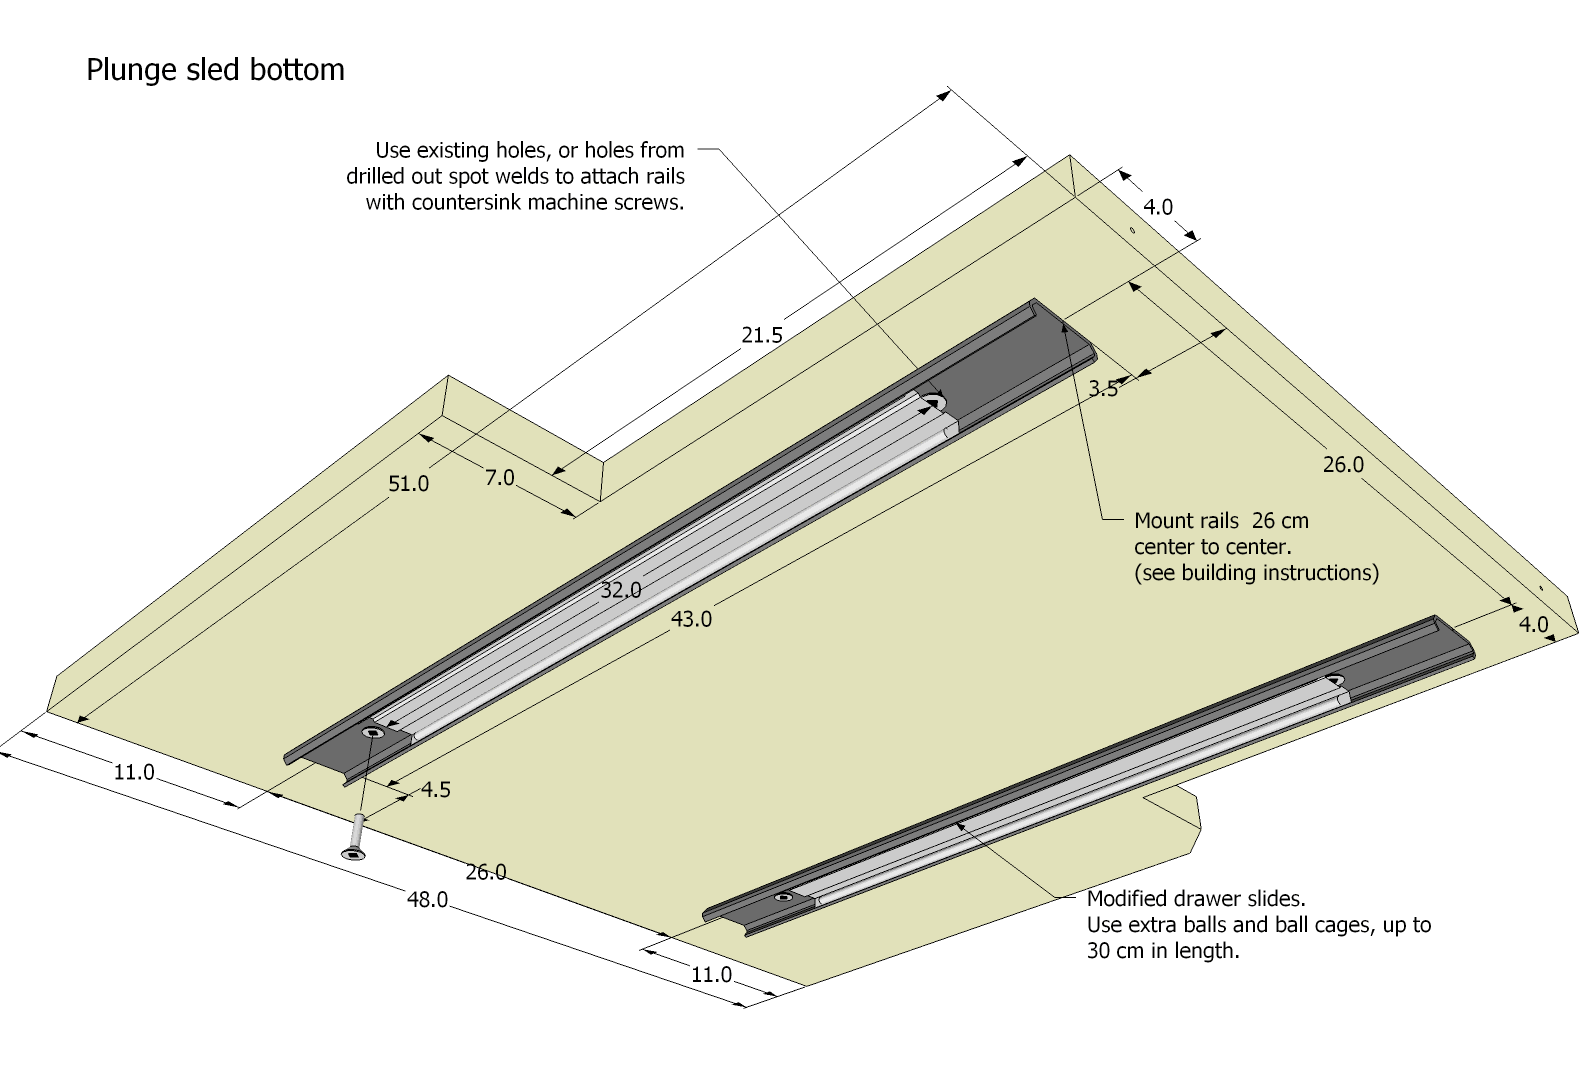 Plunge sled bottom
Use existing holes, or holes from
drilled out spot welds to attach rails
with countersink machine screws.
4.0
21.5
3.5
7.0
51.0
26.0
Mount rails  26 cm
center to center.
(see building instructions)
32.0
43.0
4.0
11.0
4.5
26.0
48.0
Modified drawer slides.
Use extra balls and ball cages, up to
30 cm in length.
11.0